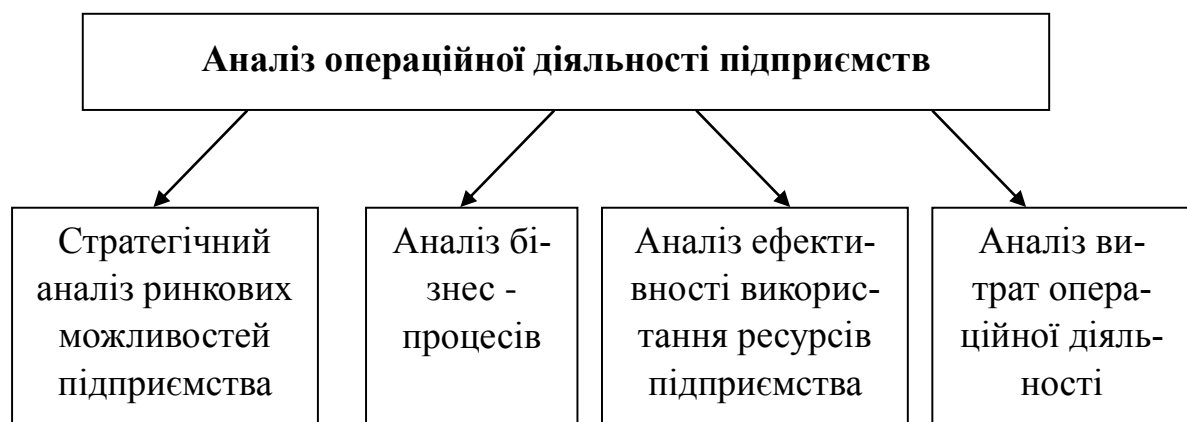 Аналіз операційної діяльності підприємств
Стратегічний
аналіз ринкових
можливостей
підприємства
Аналіз бі-
знес -
процесів
Аналіз ефекти-
вності викорис-
тання ресурсів
підприємства
Аналіз ви-
трат опера-
ційної діяль-
ності